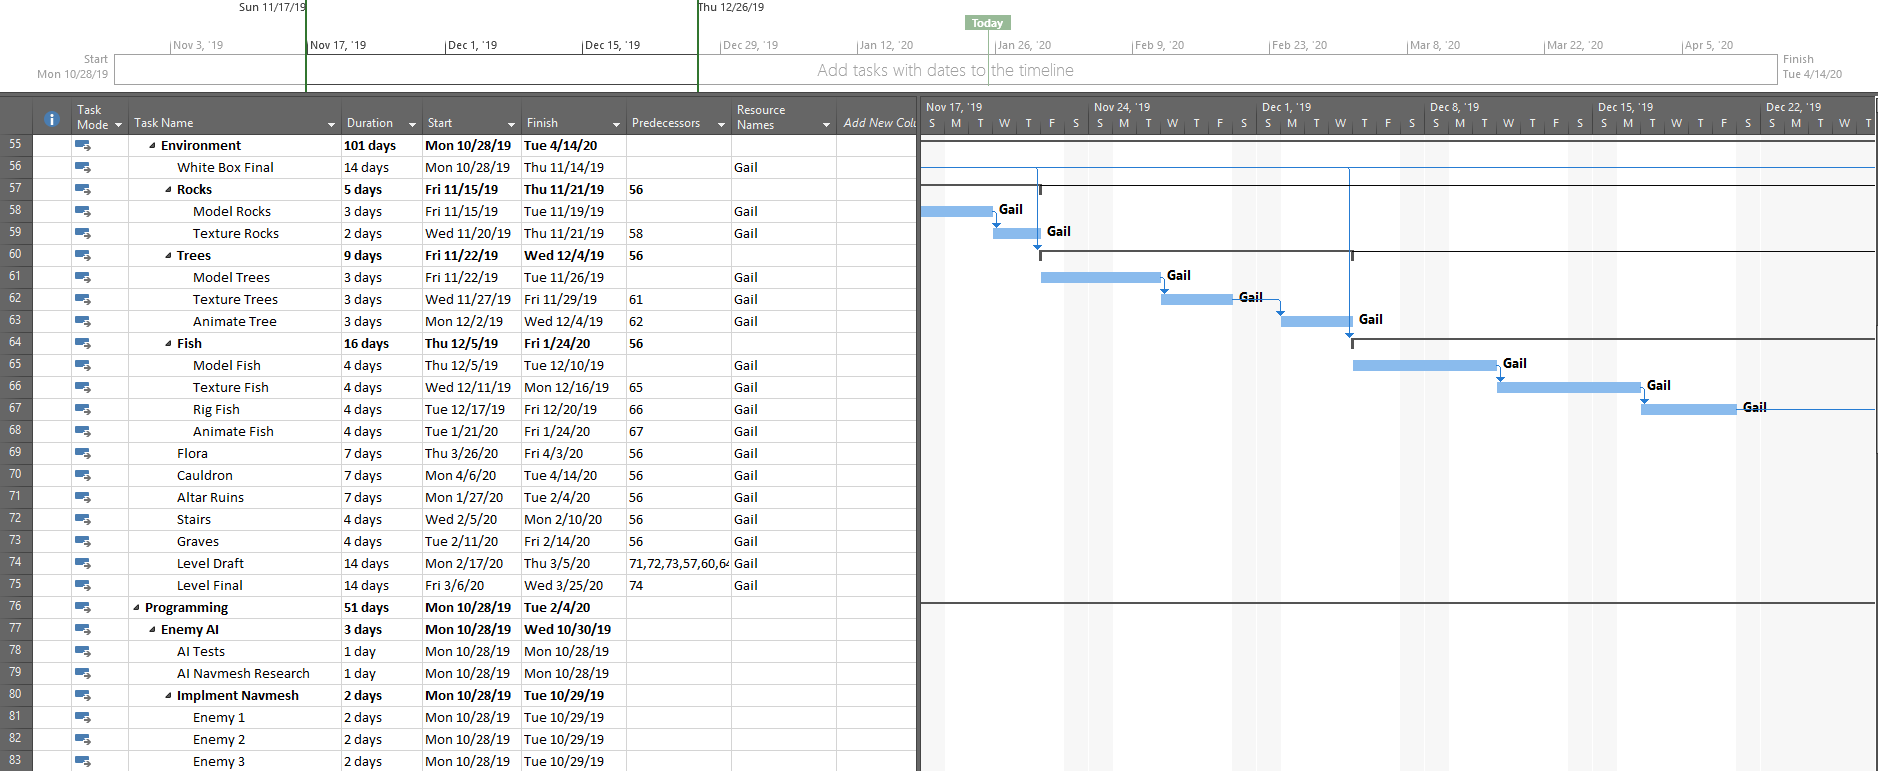 Sun 11/17/19 Thu 12/26/19
Today
Nov 3, '19 Nov 17, '19 Dec 1, '19 Dec 15, '19 Dec 29, '19 Jan 12, '20 Jan 26, '20 Feb 9, '20 Feb 23, '20 Mar 8, '20 Mar 22, '20 Apr 5, '20
Start Finish
Mon 10/28/19 Add tasks with dates to the timeline Tue 4/14/20
Task Mode Task Name Duration Start Finish Predecessors Resource Names Add New Colu
Nov 17, '19 Nov 24, '19 Dec 1, '19 Dec 8, '19 Dec 15, '19 Dec 22, '19
S M T W T F S S M T W T F S S M T W T F S S M T W T F S S M T W T F S S M T W T
55 Environment 101 days Mon 10/28/19 Tue 4/14/20
56 White Box Final 14 days Mon 10/28/19 Thu 11/14/19 Gail
57 Rocks 5 days Fri 11/15/19 Thu 11/21/19 56
58 Model Rocks 3 days Fri 11/15/19 Tue 11/19/19 Gail Gail
59 Texture Rocks 2 days Wed 11/20/19 Thu 11/21/19 58 Gail Gail
60 Trees 9 days Fri 11/22/19 Wed 12/4/19 56
61 Model Trees 3 days Fri 11/22/19 Tue 11/26/19 Gail Gail
62 Texture Trees 3 days Wed 11/27/19 Fri 11/29/19 61 Gail Gail
63 Animate Tree 3 days Mon 12/2/19 Wed 12/4/19 62 Gail Gail
64 Fish 16 days Thu 12/5/19 Fri 1/24/20 56
65 Model Fish 4 days Thu 12/5/19 Tue 12/10/19 Gail Gail
66 Texture Fish 4 days Wed 12/11/19 Mon 12/16/19 65 Gail Gail
67 Rig Fish 4 days Tue 12/17/19 Fri 12/20/19 66 Gail Gail
68 Animate Fish 4 days Tue 1/21/20 Fri 1/24/20 67 Gail
69 Flora 7 days Thu 3/26/20 Fri 4/3/20 56 Gail
70 Cauldron 7 days Mon 4/6/20 Tue 4/14/20 56 Gail
71 Altar Ruins 7 days Mon 1/27/20 Tue 2/4/20 56 Gail
72 Stairs 4 days Wed 2/5/20 Mon 2/10/20 56 Gail
73 Graves 4 days Tue 2/11/20 Fri 2/14/20 56 Gail
74 Level Draft 14 days Mon 2/17/20 Thu 3/5/20 71,72,73,57,60,64 Gail
75 Level Final 14 days Fri 3/6/20 Wed 3/25/20 74 Gail
76 Programming 51 days Mon 10/28/19 Tue 2/4/20
77 Enemy AI 3 days Mon 10/28/19 Wed 10/30/19
78 AI Tests 1 day Mon 10/28/19 Mon 10/28/19
79 AI Navmesh Research 1 day Mon 10/28/19 Mon 10/28/19
80 Implment Navmesh 2 days Mon 10/28/19 Tue 10/29/19
81 Enemy 1 2 days Mon 10/28/19 Tue 10/29/19
82 Enemy 2 2 days Mon 10/28/19 Tue 10/29/19
83 Enemy 3 2 days Mon 10/28/19 Tue 10/29/19